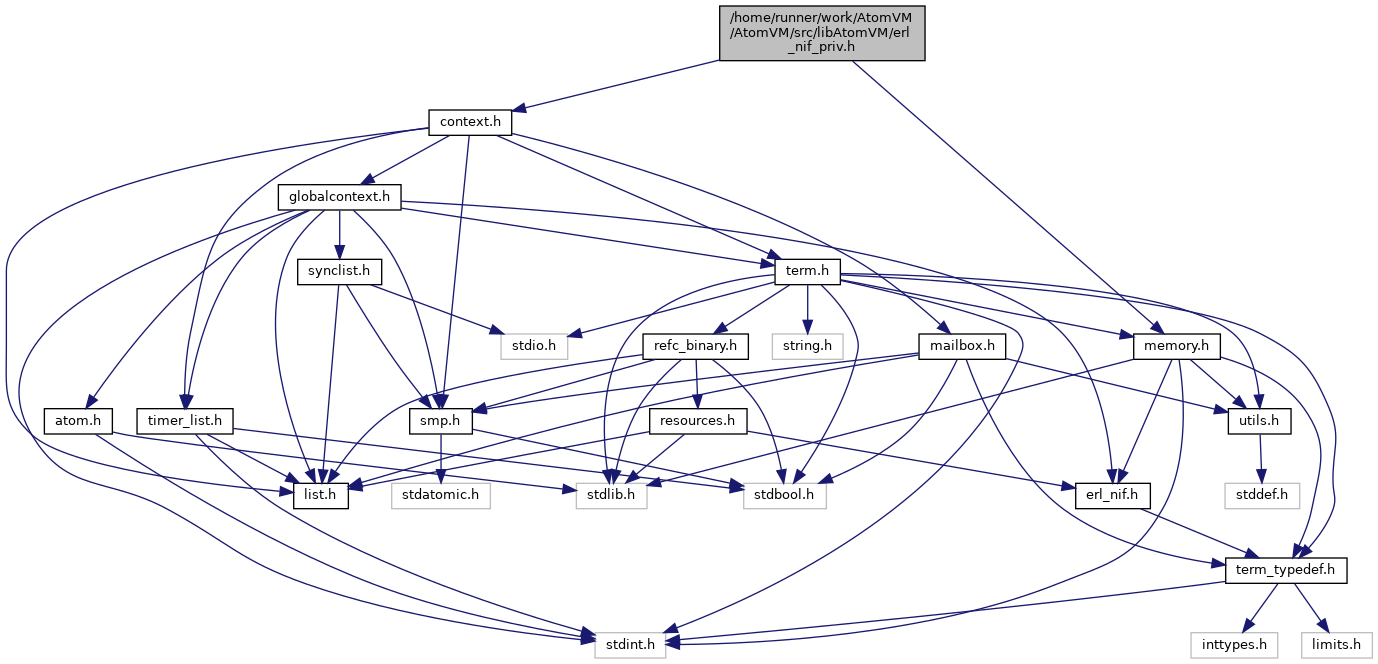 /home/runner/work/AtomVM
/AtomVM/src/libAtomVM/erl
_nif_priv.h
context.h
globalcontext.h
synclist.h
term.h
stdio.h
refc_binary.h
string.h
mailbox.h
memory.h
atom.h
timer_list.h
smp.h
resources.h
utils.h
list.h
stdatomic.h
stdlib.h
stdbool.h
erl_nif.h
stddef.h
term_typedef.h
stdint.h
inttypes.h
limits.h